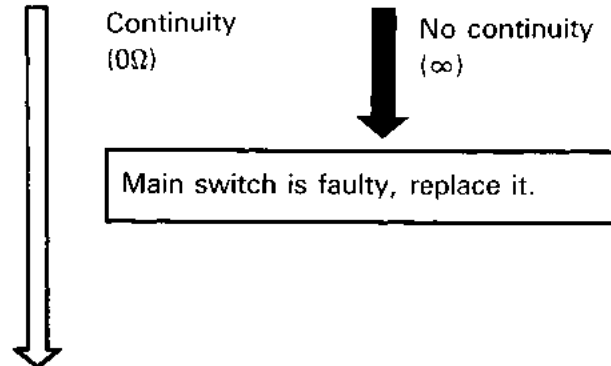 Continuity
(0Ω)
No continuity
(∞)
Main switch is faulty, replace it.